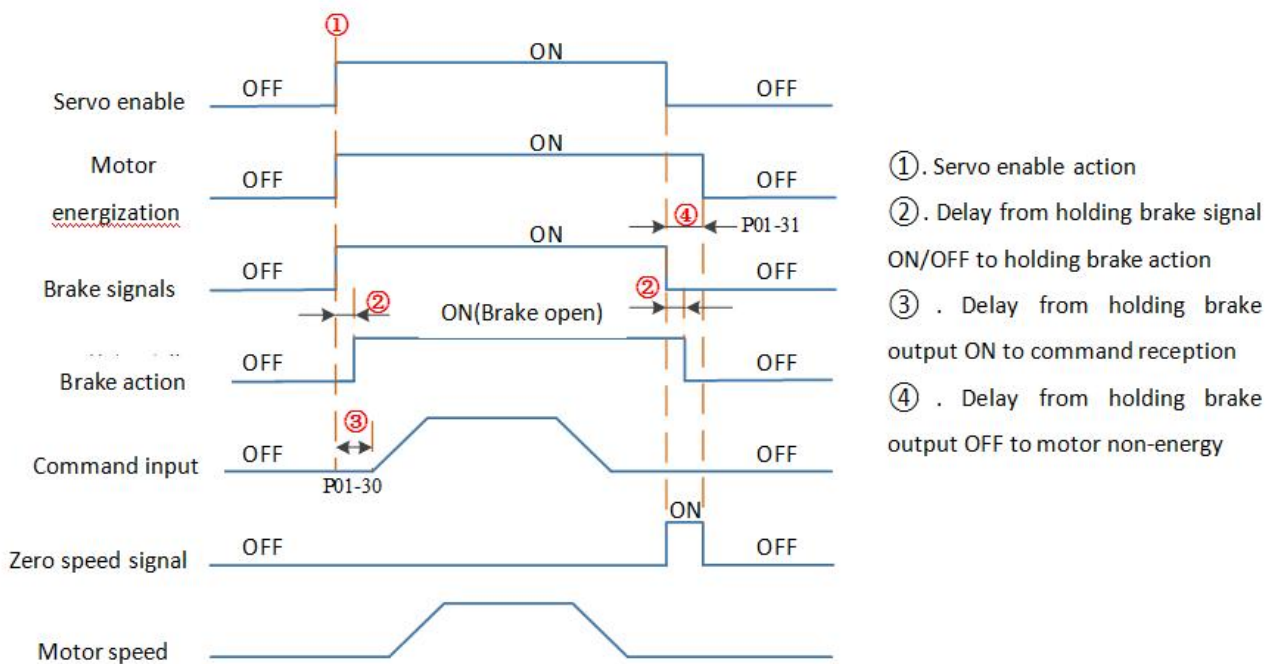 ①
ON
Servo enable
OFF
OFF
ON
Motor
energization
OFF
OFF
④
P01-31
ON
Brake signals
OFF
OFF
②
②
ON(Brake open)
Brake action
OFF
OFF
③
Command input
OFF
OFF
P01-30
ON
Zero speed signal
OFF
OFF
Motor speed
①. Servo enable action
②. Delay from holding brake signal
ON/OFF to holding brake action
③ . Delay from holding brake
output ON to command reception
④ . Delay from holding brake
output OFF to motor non-energy